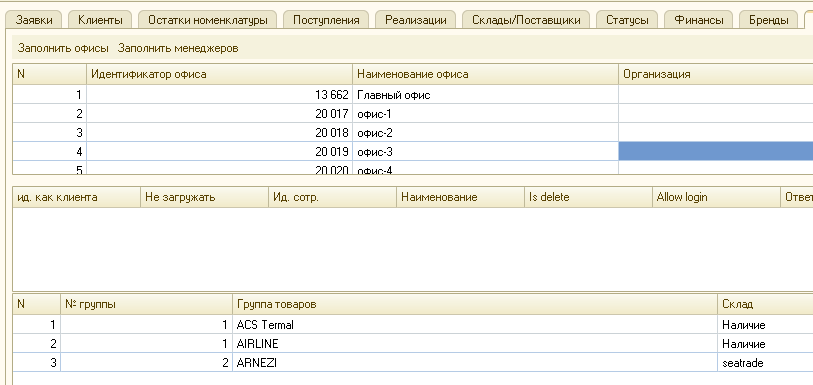 Заявки Клиенты Остатки номенклатуры Поступления Реализации Склады/Поставщики Статусы Финансы Бренды
Заполнить офисы Заполнить менеджеров
N Идентификатор офиса Наименование офиса Организация
1 13 662 Главный офис
2 20 017 офис-1
3 20 018 офис-2
4 20 019 офис-3
5 20 020 офис-4
ид. как клиента Не загружать Ид. сотр. Наименование Is delete Allow login Ответ
N № группы Группа товаров Склад
1 1 ACS Termal Наличие
2 1 AIRLINE Наличие
3 2 ARNEZI seatrade